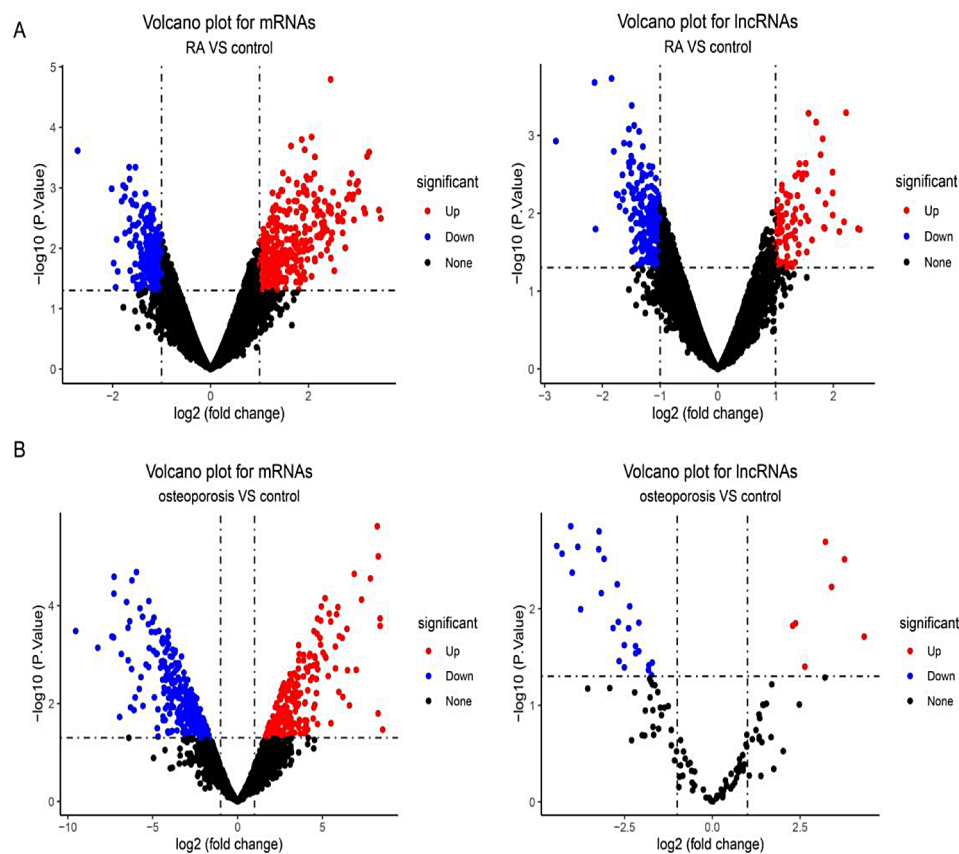 A
Volcano plot for mRNAs
RA VS control
5
4
3
2
1
0
−log10 (P.Value)
−2
0
2
log2 (fold change)
significant
Up
Down
None
Volcano plot for lncRNAs
RA VS control
3
2
1
0
−log10 (P.Value)
−3
−2
−1
0
1
2
log2 (fold change)
significant
Up
Down
None
B
Volcano plot for mRNAs
osteoporosis VS control
4
2
0
−log10 (P.Value)
−10
−5
0
5
log2 (fold change)
significant
Up
Down
None
Volcano plot for lncRNAs
osteoporosis VS control
2
1
0
−log10 (P.Value)
−2.5
0.0
2.5
log2 (fold change)
significant
Up
Down
None